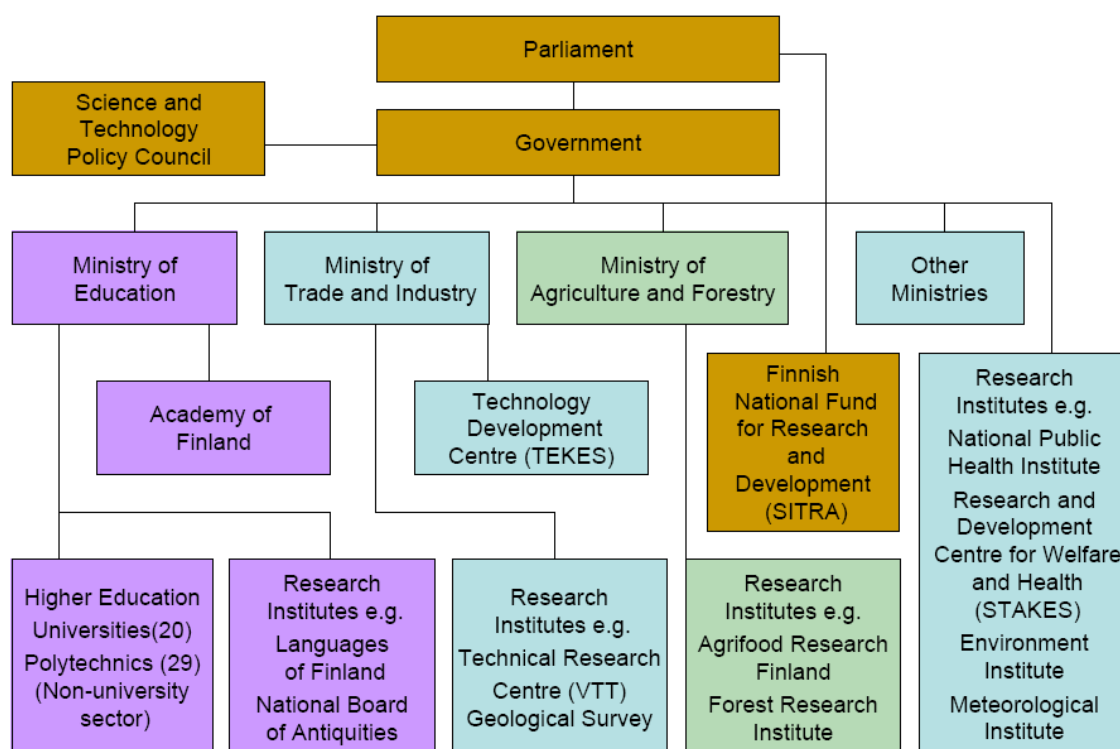 Parliament
Science and
Technology
Policy Council
Government
Ministry of
Education
Ministry of
Trade and Industry
Ministry of
Agriculture and Forestry
Other
Ministries
Academy of
Finland
Technology
Development
Centre (TEKES)
Finnish
National Fund
for Research
and
Development
(SITRA)
Research
Institutes e.g.
National Public
Health Institute
Research and
Development
Centre for Welfare
and Health
(STAKES)
Environment
Institute
Meteorological
Institute
Higher Education
Universities(20)
Polytechnics (29)
(Non-university
sector)
Research
Institutes e.g.
Languages
of Finland
National Board
of Antiquities
Research
Institutes e.g.
Technical Research
Centre (VTT)
Geological Survey
Research
Institutes e.g.
Agrifood Research
Finland
Forest Research
Institute